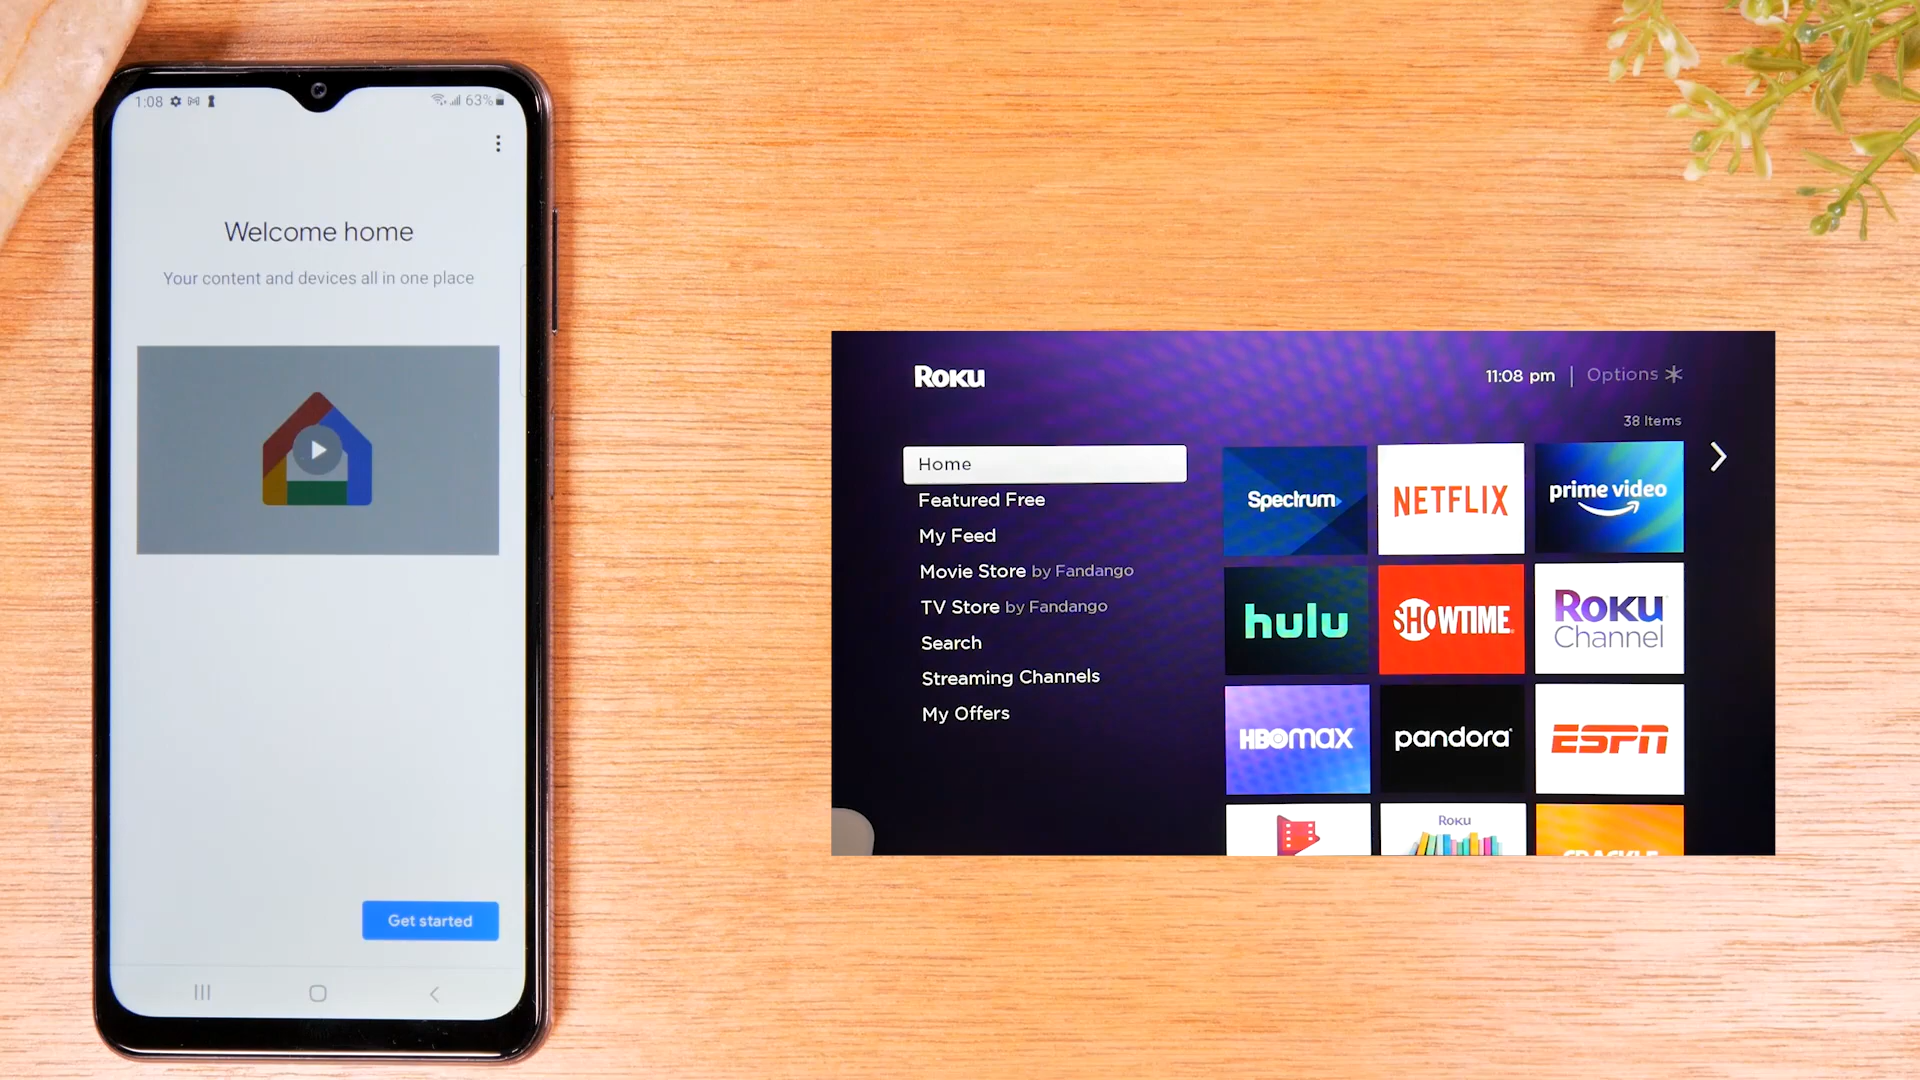 1:08
63%
Welcome home
Your content and devices all in one place
Get started
Roku
11:08 pm | Options
38 Items
Home
Featured Free
My Feed
Movie Store by Fandango
TV Store by Fandango
Search
Streaming Channels
My Offers
Spectrum
NETFLIX
prime video
hulu
SHOWTIME
Roku
Channel
HBOMAX
pandora
ESPN
Roku
CRACKLE